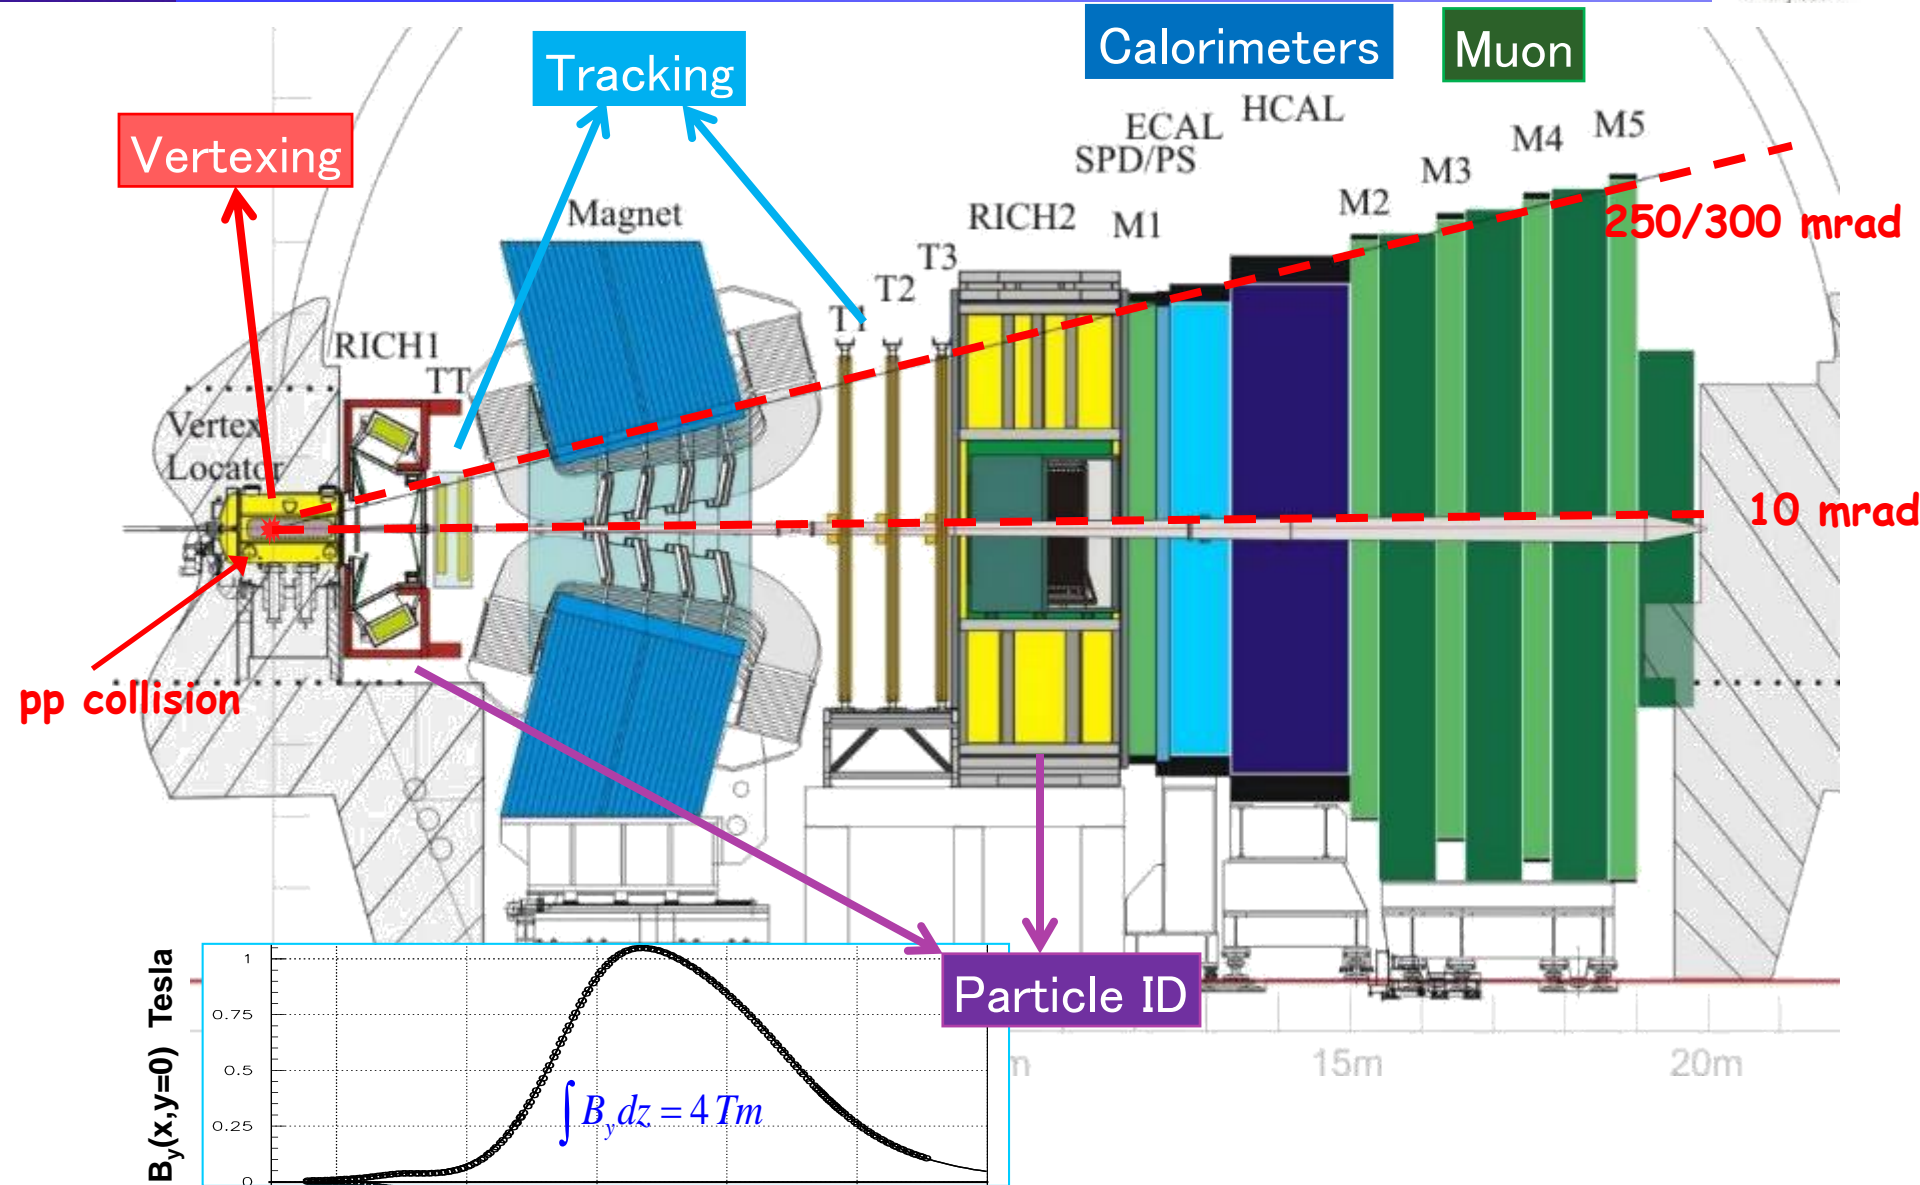 Calorimeters
Muon
Tracking
Vertexing
HCAL
ECAL
SPD/PS
M5
M4
M3
M2
M1
RICH2
Magnet
T3
T2
T1
250/300 mrad
RICH1
TT
Vertex
Locator
10 mrad
pp collision
Particle ID
m
15m
20m
By(x,y=0) Tesla
1
0.75
0.5
0.25
0
∫ By dz = 4 Tm